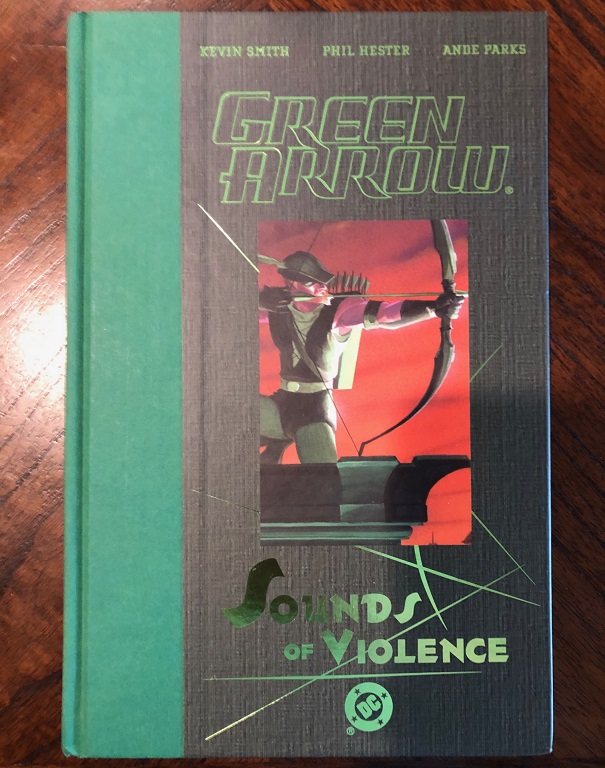 KEVIN SMITH PHIL HESTER ANDE PARKS
GREEN
ARROW®
SOUNDS
OF VIOLENCE
DC
®